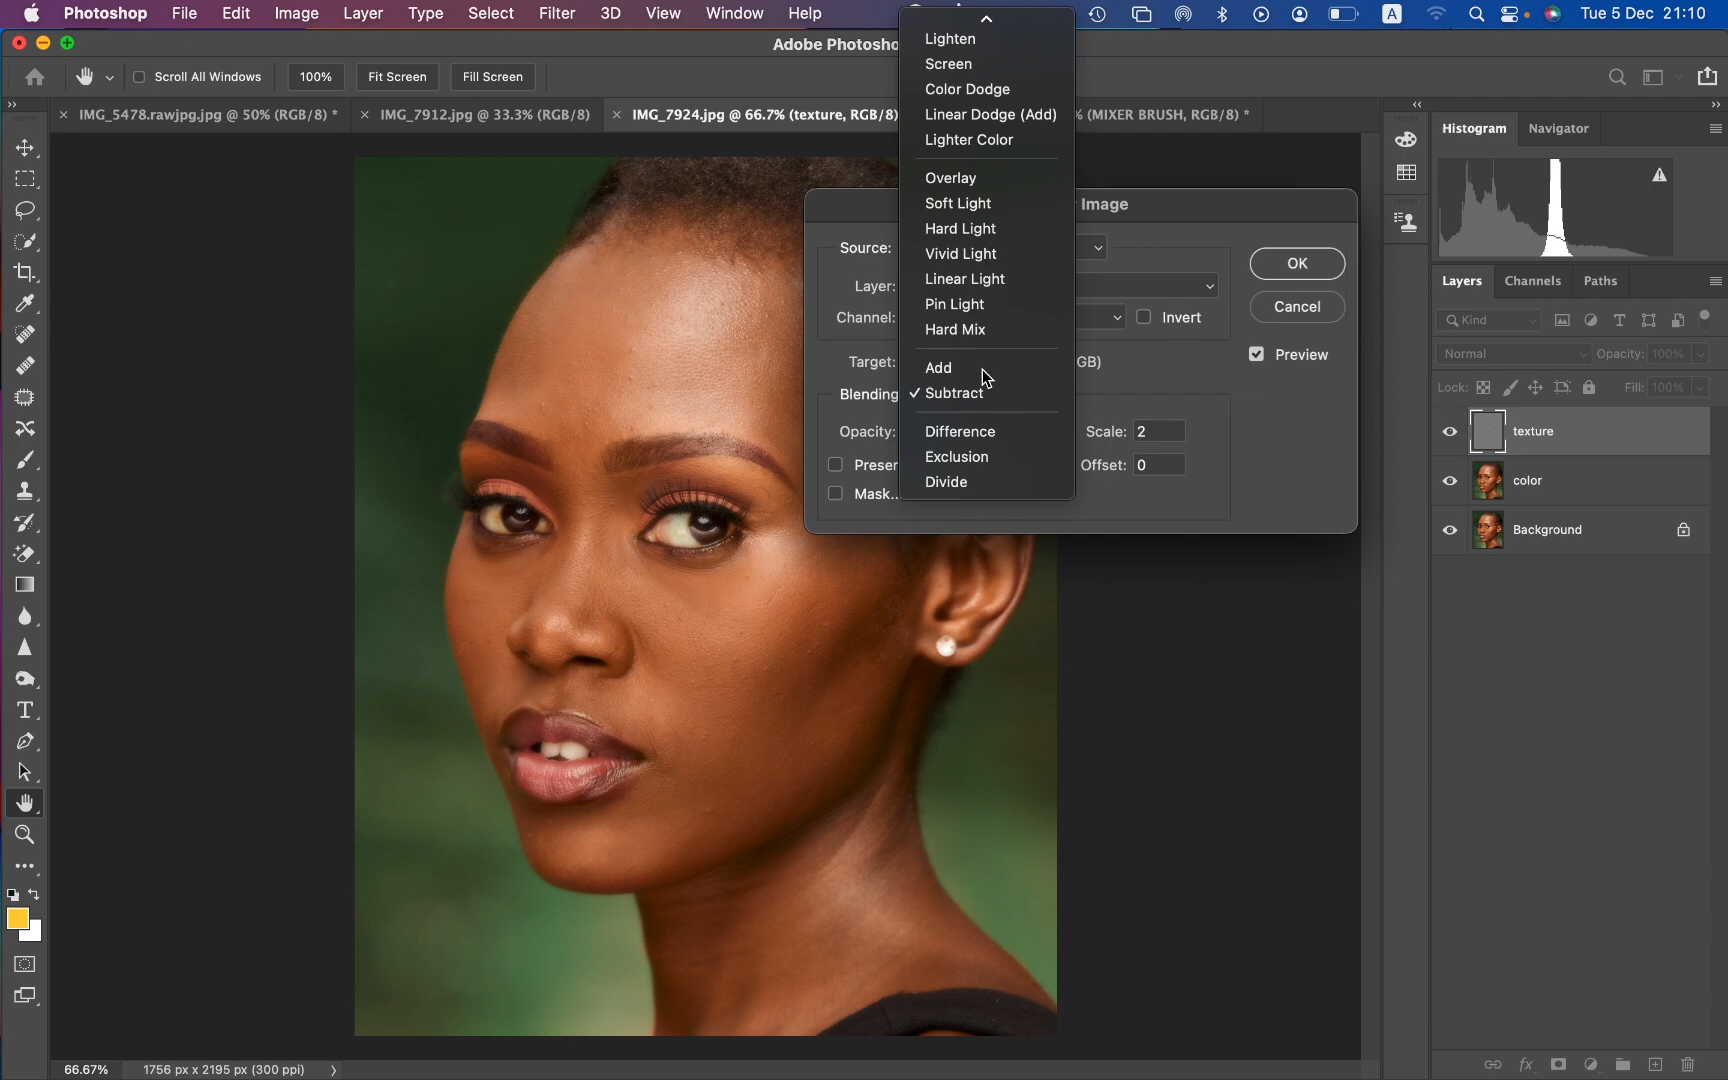 Photoshop File Edit Image Layer Type Select Filter 3D View Window Help A Tue 5 Dec 21:10
Adobe Photosho
Scroll All Windows 100% Fit Screen Fill Screen
IMG_5478.rawjpg.jpg @ 50% (RGB/8) * IMG_7912.jpg @ 33.3% (RGB/8) IMG_7924.jpg @ 66.7% (texture, RGB/8) % (MIXER BRUSH, RGB/8) *
Lighten
Screen
Color Dodge
Linear Dodge (Add)
Lighter Color
Overlay
Soft Light
Hard Light
Vivid Light
Linear Light
Pin Light
Hard Mix
Add
Subtract
Difference
Exclusion
Divide
Image
Source:
Layer:
Channel: Invert
Target: GB)
Blending
Opacity: Scale: 2
Preser Offset: 0
Mask..
OK
Cancel
Preview
Histogram Navigator
Layers Channels Paths
Kind
Normal Opacity: 100%
Lock: Fill: 100%
texture
color
Background
fx
66.67% 1756 px x 2195 px (300 ppi)